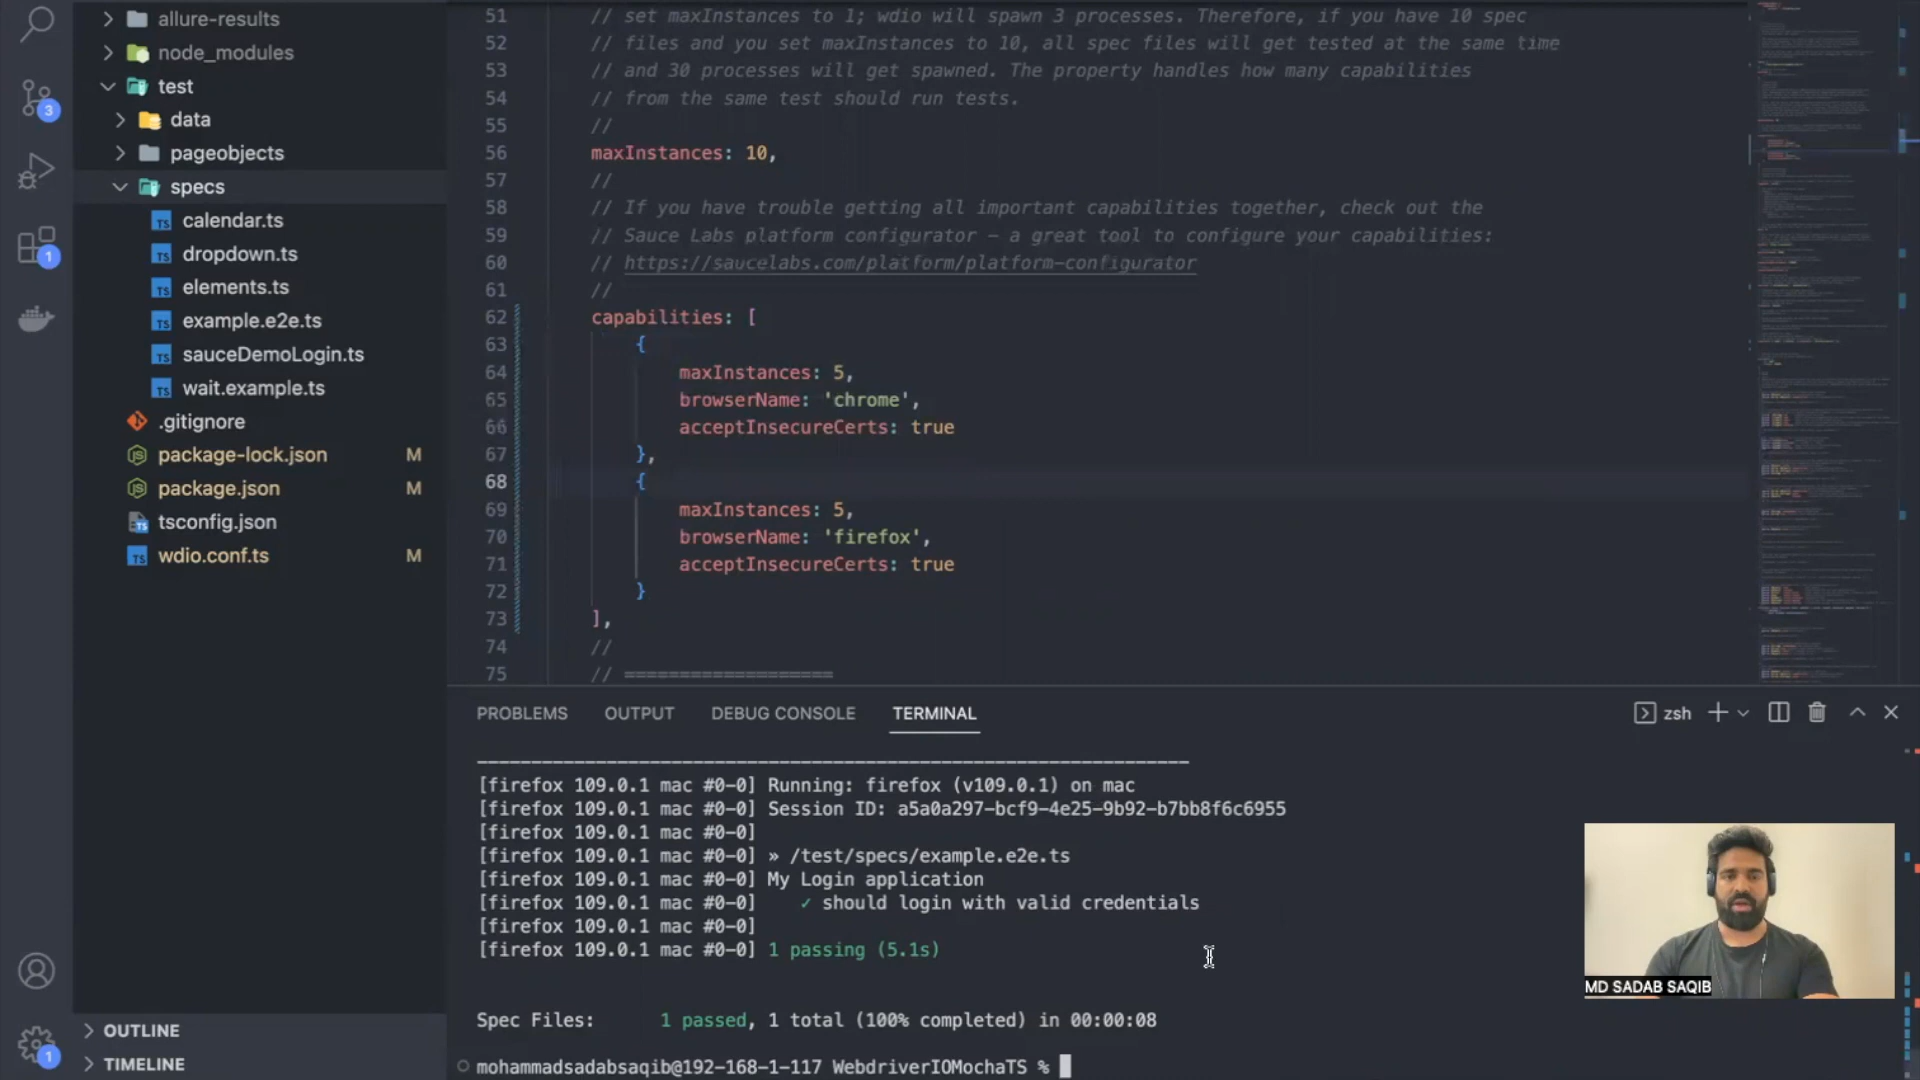 allure-results
node_modules
test
data
pageobjects
specs
calendar.ts
dropdown.ts
elements.ts
example.e2e.ts
sauceDemoLogin.ts
wait.example.ts
.gitignore
package-lock.json M
package.json M
tsconfig.json
wdio.conf.ts M
OUTLINE
TIMELINE
3
1
1
51 // set maxInstances to 1; wdio will spawn 3 processes. Therefore, if you have 10 spec
52 // files and you set maxInstances to 10, all spec files will get tested at the same time
53 // and 30 processes will get spawned. The property handles how many capabilities
54 // from the same test should run tests.
55 //
56 maxInstances: 10,
57 //
58 // If you have trouble getting all important capabilities together, check out the
59 // Sauce Labs platform configurator - a great tool to configure your capabilities:
60 // https://saucelabs.com/platform/platform-configurator
61 //
62 capabilities: [
63 {
64 maxInstances: 5,
65 browserName: 'chrome',
66 acceptInsecureCerts: true
67 },
68 {
69 maxInstances: 5,
70 browserName: 'firefox',
71 acceptInsecureCerts: true
72 }
73 ],
74 //
75 // ===================
PROBLEMS OUTPUT DEBUG CONSOLE TERMINAL zsh
[firefox 109.0.1 mac #0-0] Running: firefox (v109.0.1) on mac
[firefox 109.0.1 mac #0-0] Session ID: a5a0a297-bcf9-4e25-9b92-b7bb8f6c6955
[firefox 109.0.1 mac #0-0]
[firefox 109.0.1 mac #0-0] » /test/specs/example.e2e.ts
[firefox 109.0.1 mac #0-0] My Login application
[firefox 109.0.1 mac #0-0] ✓ should login with valid credentials
[firefox 109.0.1 mac #0-0]
[firefox 109.0.1 mac #0-0] 1 passing (5.1s)
Spec Files: 1 passed, 1 total (100% completed) in 00:00:08
mohammadsadabsaqib@192-168-1-117 WebdriverIOMochaTS %
MD SADAB SAQIB